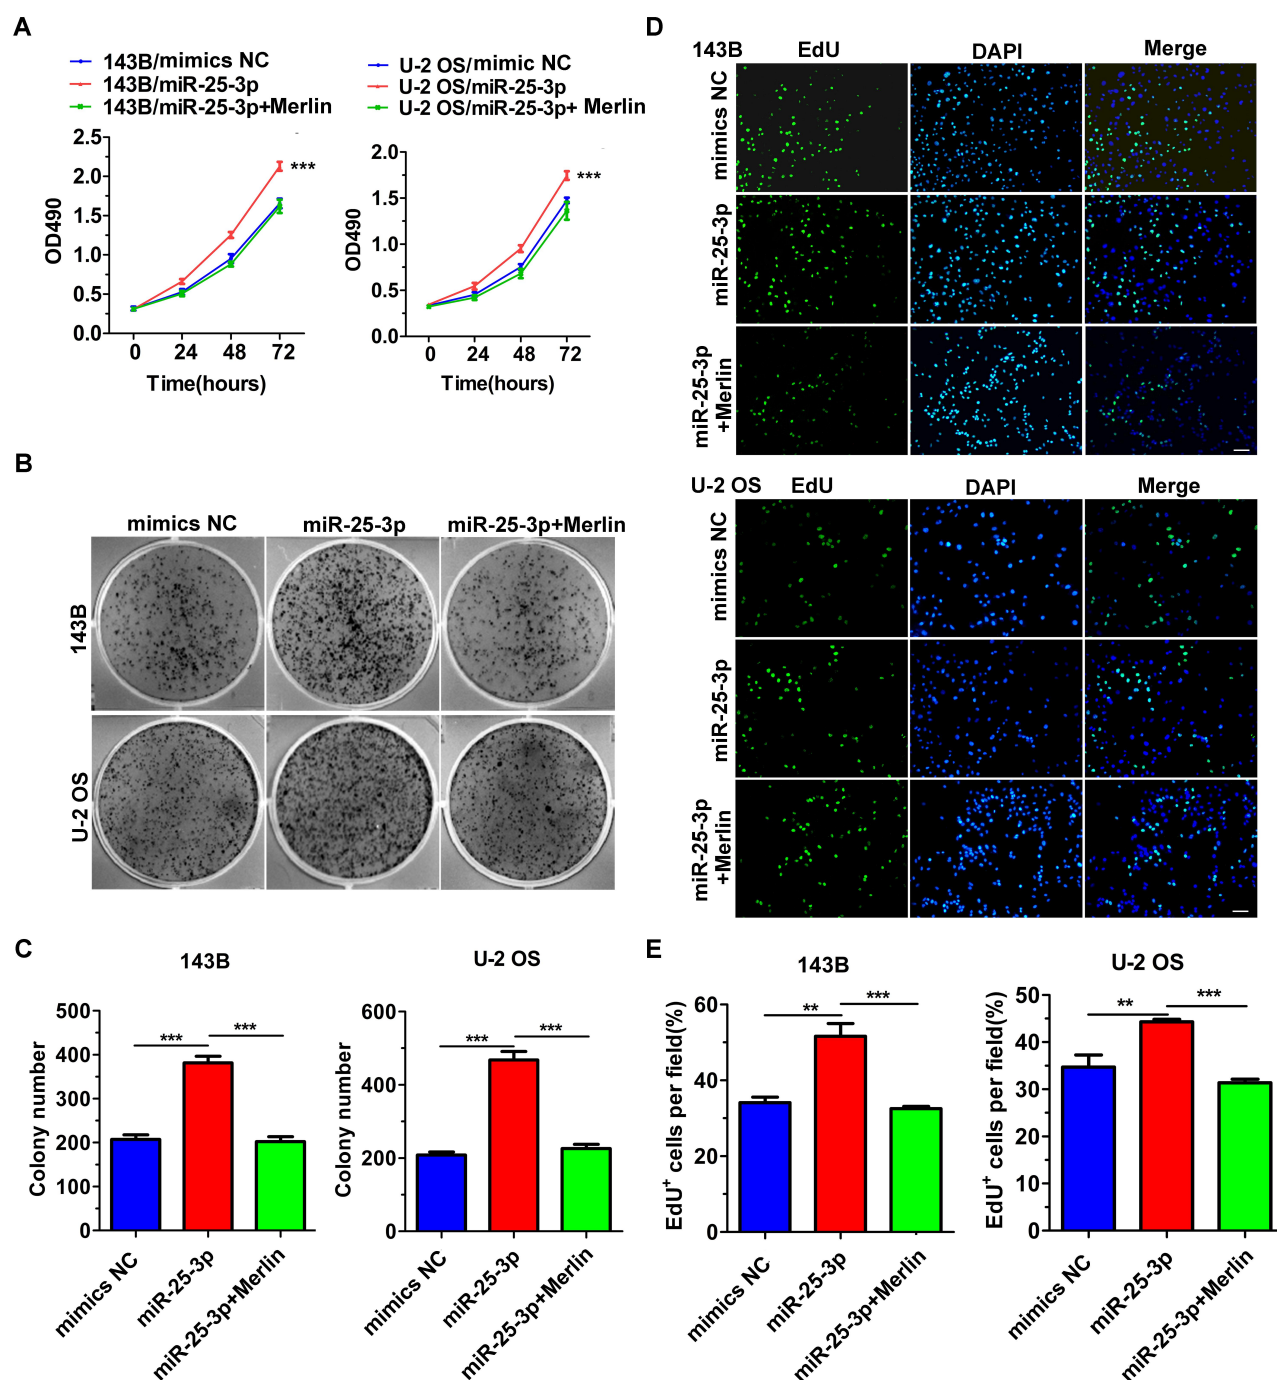 A
143B/mimics NC
143B/miR-25-3p
143B/miR-25-3p+Merlin
U-2 OS/mimic NC
U-2 OS/miR-25-3p
U-2 OS/miR-25-3p+ Merlin
2.5
2.0
1.5
1.0
0.5
0.0
OD490
***
0 24 48 72
Time(hours)
2.0
1.5
1.0
0.5
0.0
OD490
***
0 24 48 72
Time(hours)
B
mimics NC miR-25-3p miR-25-3p+Merlin
143B
U-2 OS
C
143B
500
400
300
200
100
0
Colony number
*** ***
mimics NC
miR-25-3p
miR-25-3p+Merlin
U-2 OS
600
400
200
0
Colony number
*** ***
mimics NC
miR-25-3p
miR-25-3p+Merlin
D
143B EdU DAPI Merge
mimics NC
miR-25-3p
miR-25-3p
+Merlin
U-2 OS EdU DAPI Merge
mimics NC
miR-25-3p
miR-25-3p
+Merlin
E
143B
60
40
20
0
EdU+ cells per field(%)
** ***
mimics NC
miR-25-3p
miR-25-3p+Merlin
U-2 OS
50
40
30
20
10
0
EdU+ cells per field(%)
** ***
mimics NC
miR-25-3p
miR-25-3p+Merlin